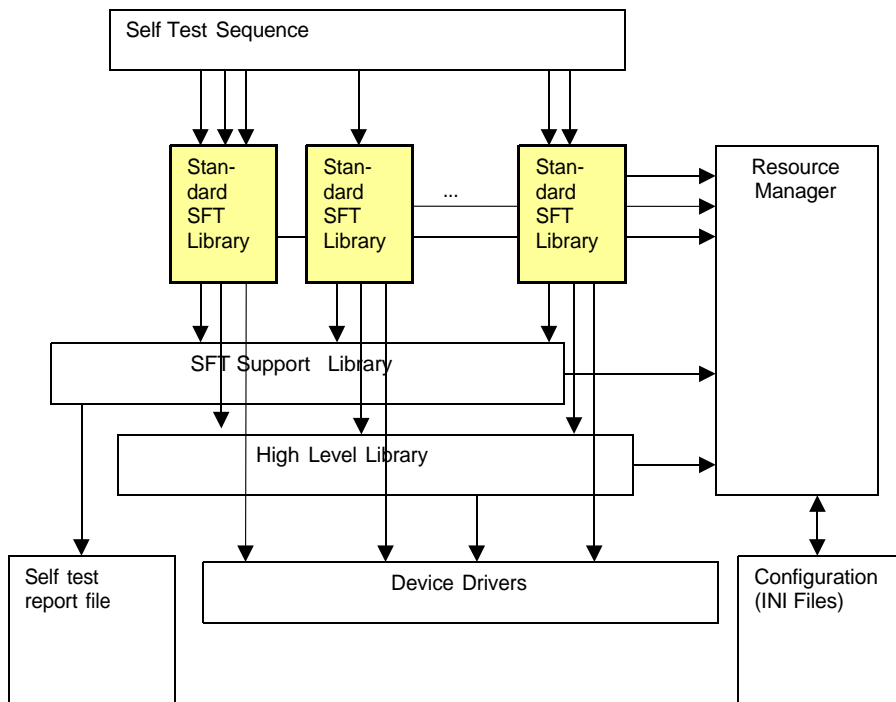 Self Test Sequence
Stan-
dard
SFT
Library
Stan-
dard
SFT
Library
...
Stan-
dard
SFT
Library
Resource
Manager
SFT Support Library
High Level Library
Self test
report file
Device Drivers
Configuration
(INI Files)